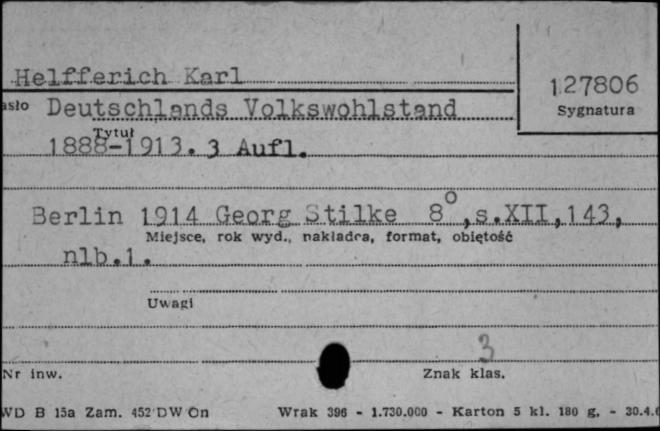 Helfferich Karl
127806
Sygnatura
asło Deutschlands Volkswohlstand
Tytuł
1888-1913. 3 Aufl.
Berlin 1914 Georg Stilke 8°, s.XII,143,
Miejsce, rok wyd., nakładca, format, objętość
nlb.1.
Uwagi
3
Nr inw.
Znak klas.
WD B 15a Zam. 452 DW On Wrak 396 - 1.730.000 - Karton 5 kl. 180 g. - 30.4.6